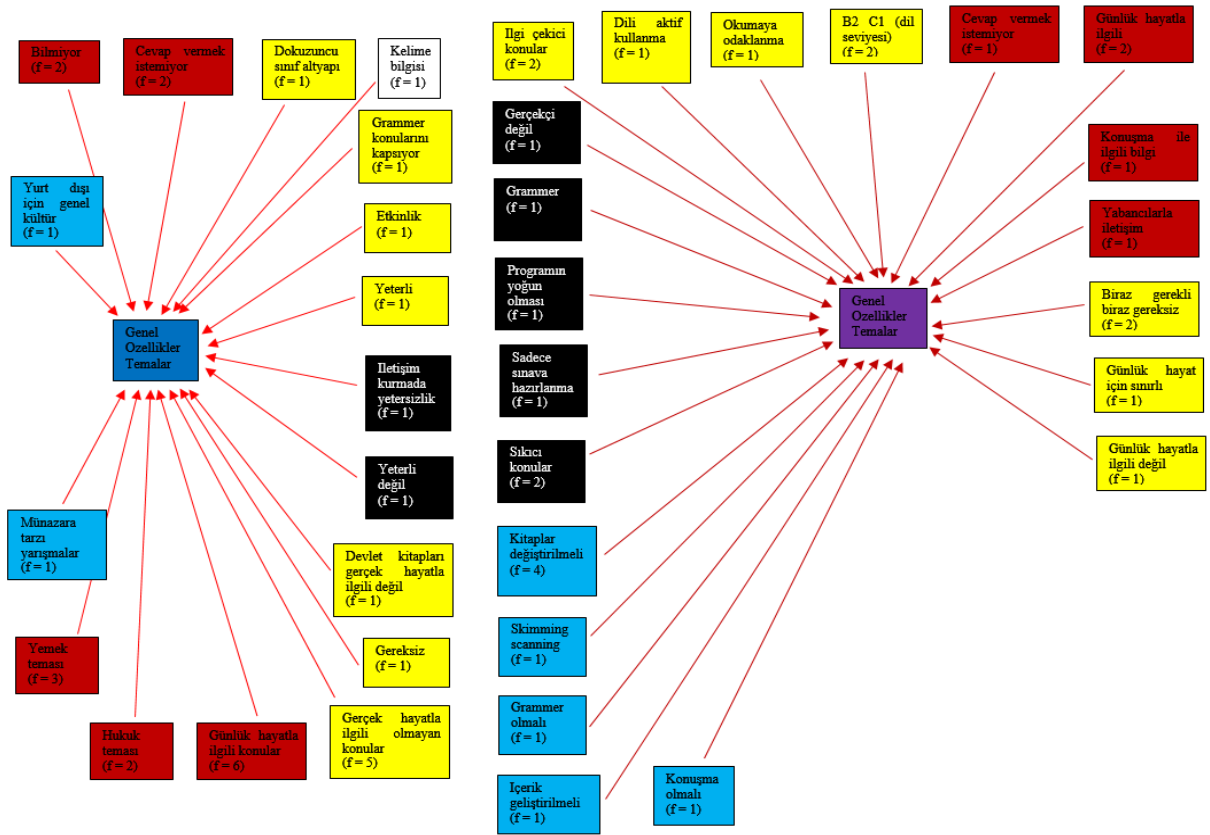 Bilmiyor
(f = 2)
Cevap vermek
istemiyor
(f = 2)
Dokuzuncu
sınıf altyapı
(f = 1)
Kelime
bilgisi
(f = 1)
Grammer
konularını
kapsıyor
(f = 1)
Yurt dışı
için genel
kültür
(f = 1)
Etkinlik
(f = 1)
Yeterli
(f = 1)
Genel
Ozellikler
Temalar
Iletişim
kurmada
yetersizlik
(f = 1)
Yeterli
değil
(f = 1)
Münazara
tarzı
yarışmalar
(f = 1)
Devlet kitapları
gerçek hayatla
ilgili değil
(f = 1)
Yemek
teması
(f = 3)
Gereksiz
(f = 1)
Hukuk
teması
(f = 2)
Günlük hayatla
ilgili konular
(f = 6)
Gerçek hayatla
ilgili olmayan
konular
(f = 5)
Ilgi çekici
konular
(f = 2)
Dili aktif
kullanma
(f = 1)
Okumaya
odaklanma
(f = 1)
B2 C1 (dil
seviyesi)
(f = 2)
Cevap vermek
istemiyor
(f = 1)
Günlük hayatla
ilgili
(f = 2)
Gerçekçi
değil
(f = 1)
Konuşma ile
ilgili bilgi
(f = 1)
Grammer
(f = 1)
Yabancılarla
iletişim
(f = 1)
Programın
yoğun
olması
(f = 1)
Genel
Ozellikler
Temalar
Biraz gerekli
biraz gereksiz
(f = 2)
Sadece
sınava
hazırlanma
(f = 1)
Günlük hayat
için sınırlı
(f = 1)
Sıkıcı
konular
(f = 2)
Günlük hayatla
ilgili değil
(f = 1)
Kitaplar
değiştirilmeli
(f = 4)
Skimming
scanning
(f = 1)
Grammer
olmalı
(f = 1)
Içerik
geliştirilmeli
(f = 1)
Konuşma
olmalı
(f = 1)